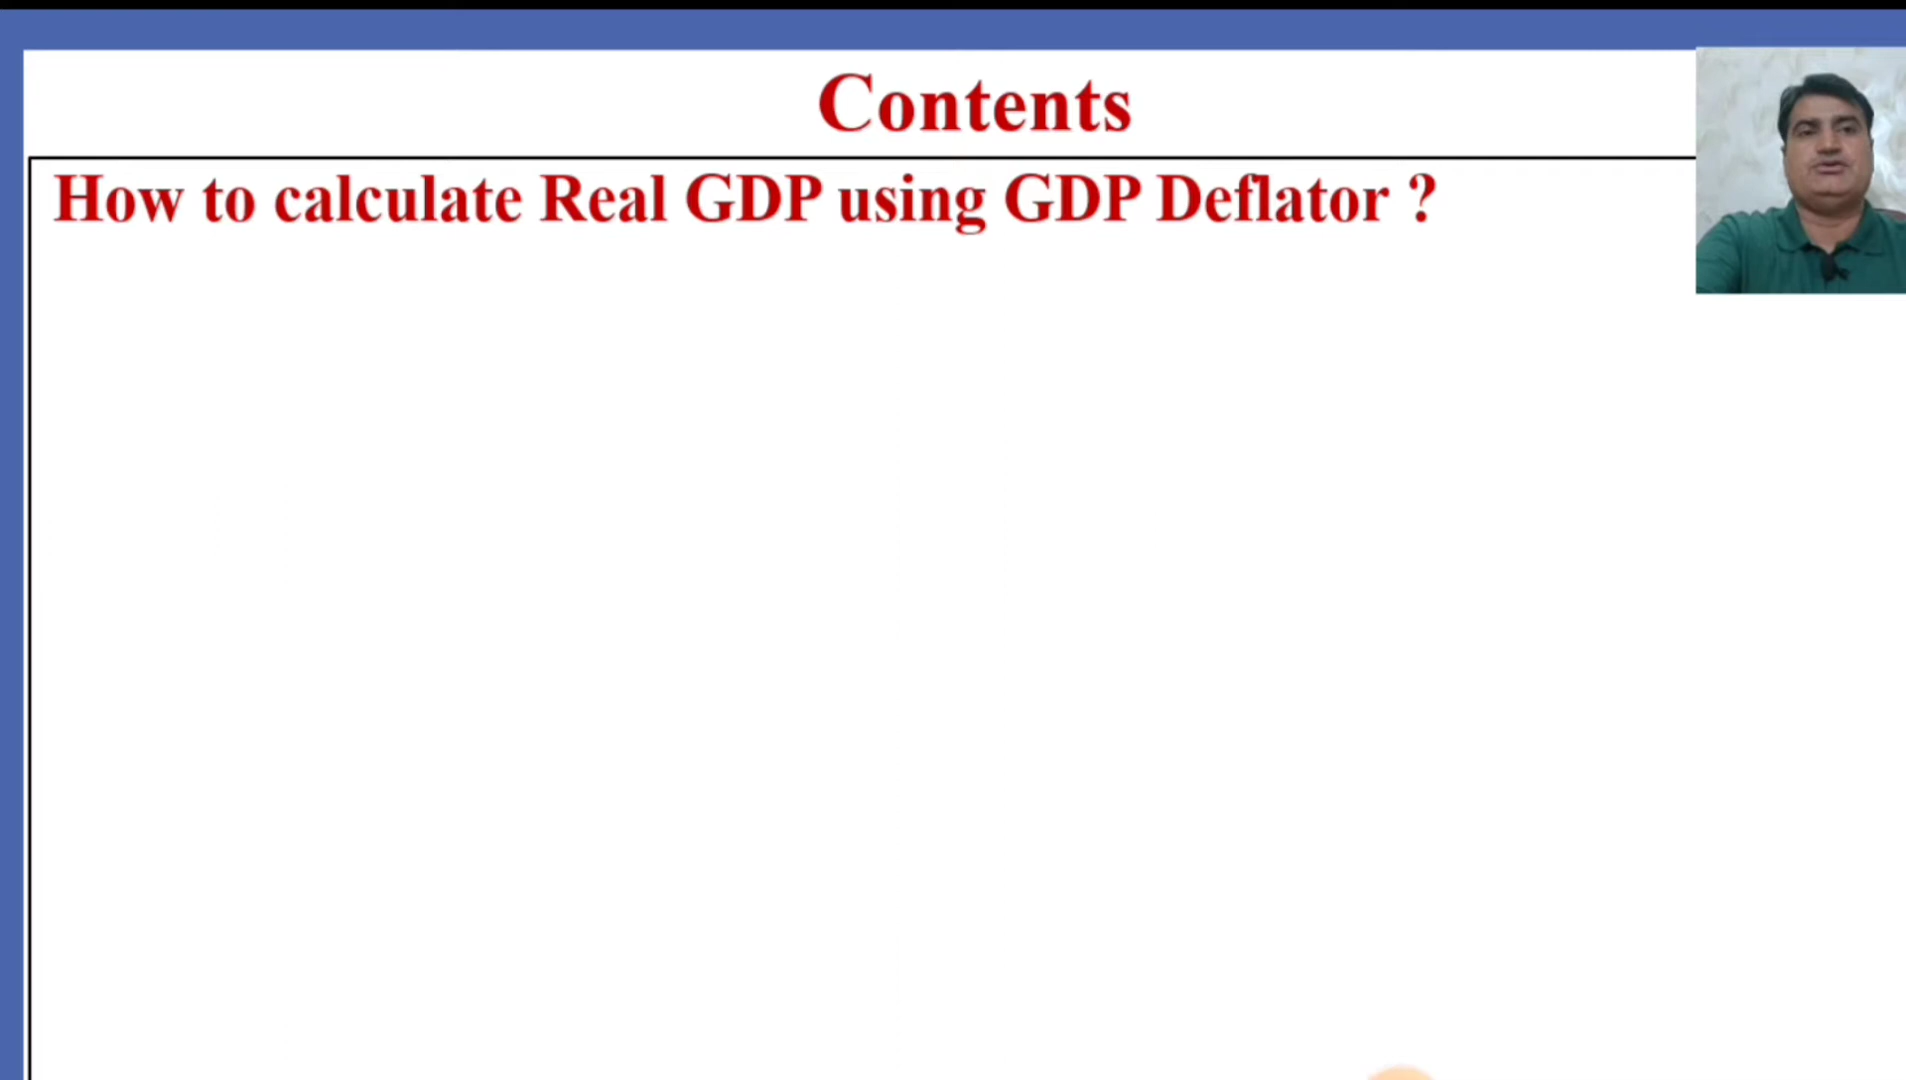 Contents
How to calculate Real GDP using GDP Deflator ?